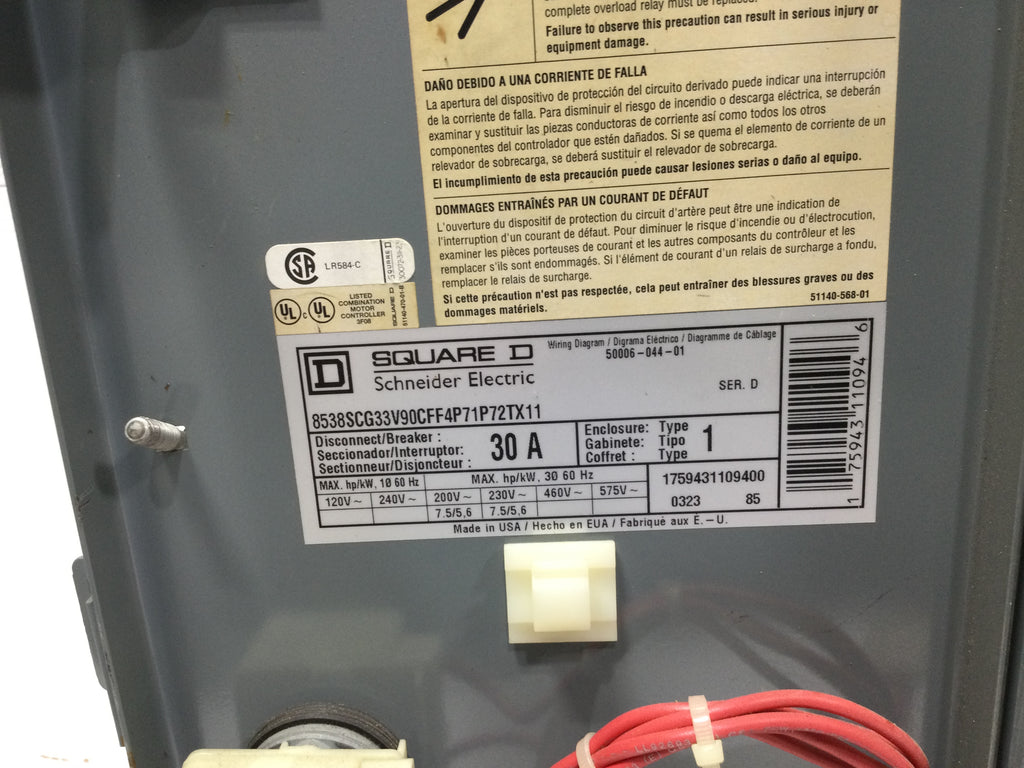 complete overload relay must be replaced.
Failure to observe this precaution can result in serious injury or
equipment damage.
DAÑO DEBIDO A UNA CORRIENTE DE FALLA
La apertura del dispositivo de protección del circuito derivado puede indicar una interrupción
de la corriente de falla. Para disminuir el riesgo de incendio o descarga eléctrica, se deberán
examinar y sustituir las piezas conductoras de corriente así como todos los otros
componentes del controlador que estén dañados. Si se quema el elemento de corriente de un
relevador de sobrecarga, se deberá sustituir el relevador de sobrecarga.
El incumplimiento de esta precaución puede causar lesiones serias o daño al equipo.
DOMMAGES ENTRAÎNÉS PAR UN COURANT DE DÉFAUT
L'ouverture du dispositif de protection du circuit d'artère peut être une indication de
l'interruption d'un courant de défaut. Pour diminuer le risque d'incendie ou d'électrocution,
examiner les pièces porteuses de courant et les autres composants du contrôleur et les
remplacer s'ils sont endommagés. Si l'élément de courant d'un relais de surcharge a fondu,
remplacer le relais de surcharge.
Si cette précaution n'est pas respectée, cela peut entraîner des blessures graves ou des
dommages matériels.
51140-568-01
CSA
LR584-C
SQUARE D
30072-39-23
UL c UL
LISTED
COMBINATION
MOTOR
CONTROLLER
3F08
SQUARE D
51140-470-01-B
D SQUARE D
Schneider Electric
Wiring Diagram / Digrama Eléctrico / Diagramme de Câblage
50006-044-01
SER. D
8538SCG33V90CFF4P71P72TX11
Disconnect/Breaker :
Seccionador/Interruptor:
Sectionneur/Disjoncteur :
30 A
Enclosure: Type
Gabinete: Tipo
Coffret : Type
1
MAX. hp/kW, 1Ø 60 Hz
MAX. hp/kW, 3Ø 60 Hz
120V~ 240V~ 200V~ 230V~ 460V~ 575V~
7.5/5,6 7.5/5,6
1759431109400
0323 85
Made in USA / Hecho en EUA / Fabriqué aux É.-U.
1 75943 11094 6